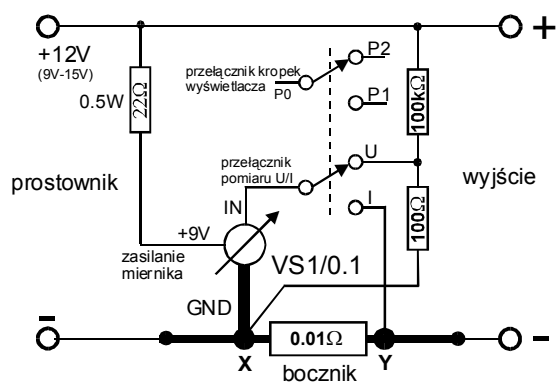 +
+12V
(9V-15V)
0.5W
22Ω
przełącznik kropek
wyświetlacza
P0
P2
P1
100kΩ
prostownik
przełącznik
pomiaru U/I
U
wyjście
IN
I
100Ω
+9V
zasilanie
miernika
VS1/0.1
GND
-
X
0.01Ω
Y
-
bocznik